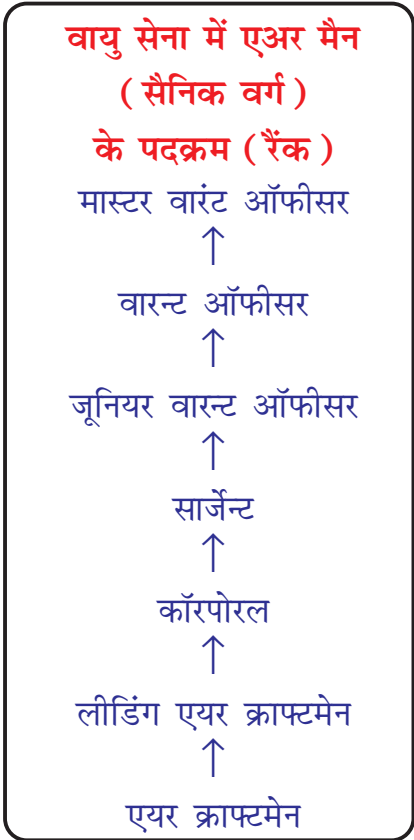 वायु सेना में एअर मैन
( सैनिक वर्ग )
के पदक्रम ( रैंक )
मास्टर वारंट ऑफीसर
↑
वारन्ट ऑफीसर
↑
जूनियर वारन्ट ऑफीसर
↑
सार्जेन्ट
↑
कॉरपोरल
↑
लीडिंग एयर क्राफ्टमेन
↑
एयर क्राफ्टमेन